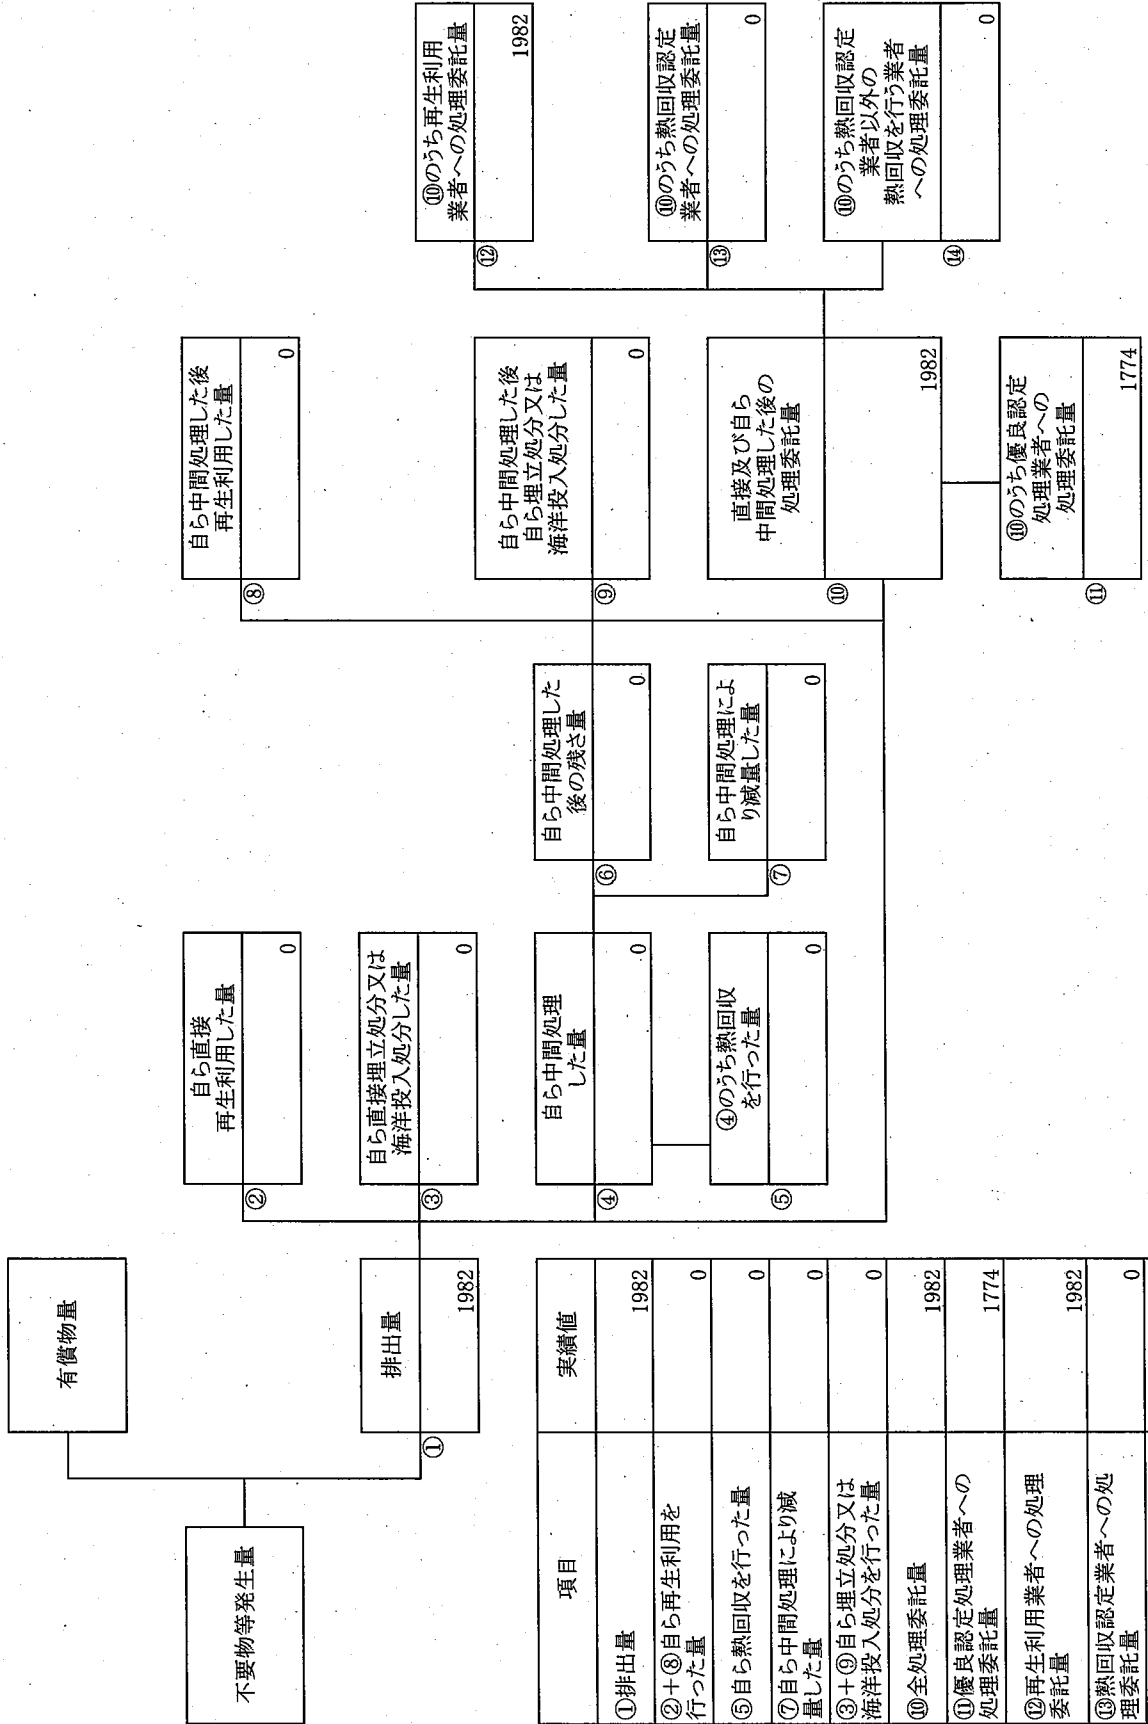 不要物等発生量
有償物量
排出量
①
1982
自ら直接
再生利用した量
②
0
自ら直接埋立処分又は
海洋投入処分した量
③
0
自ら中間処理
した量
④
0
④のうち熱回収
を行った量
⑤
0
自ら中間処理した
後の残さ量
⑥
0
自ら中間処理によ
り減量した量
⑦
0
自ら中間処理した後
再生利用した量
⑧
0
自ら中間処理した後
自ら埋立処分又は
海洋投入処分した量
⑨
0
直接及び自ら
中間処理した後の
処理委託量
⑩
1982
⑩のうち優良認定
処理業者への
処理委託量
⑪
1774
⑩のうち再生利用
業者への処理委託量
⑫
1982
⑩のうち熱回収認定
業者への処理委託量
⑬
0
⑩のうち熱回収認定
業者以外の
熱回収を行う業者
への処理委託量
⑭
0
項目 実績値
①排出量 1982
②+⑧自ら再生利用を
行った量 0
⑤自ら熱回収を行った量 0
⑦自ら中間処理により減
量した量 0
③+⑨自ら埋立処分又は
海洋投入処分を行った量 0
⑩全処理委託量 1982
⑪優良認定処理業者への
処理委託量 1774
⑫再生利用業者への処理
委託量 1982
⑬熱回収認定業者への処
理委託量 0